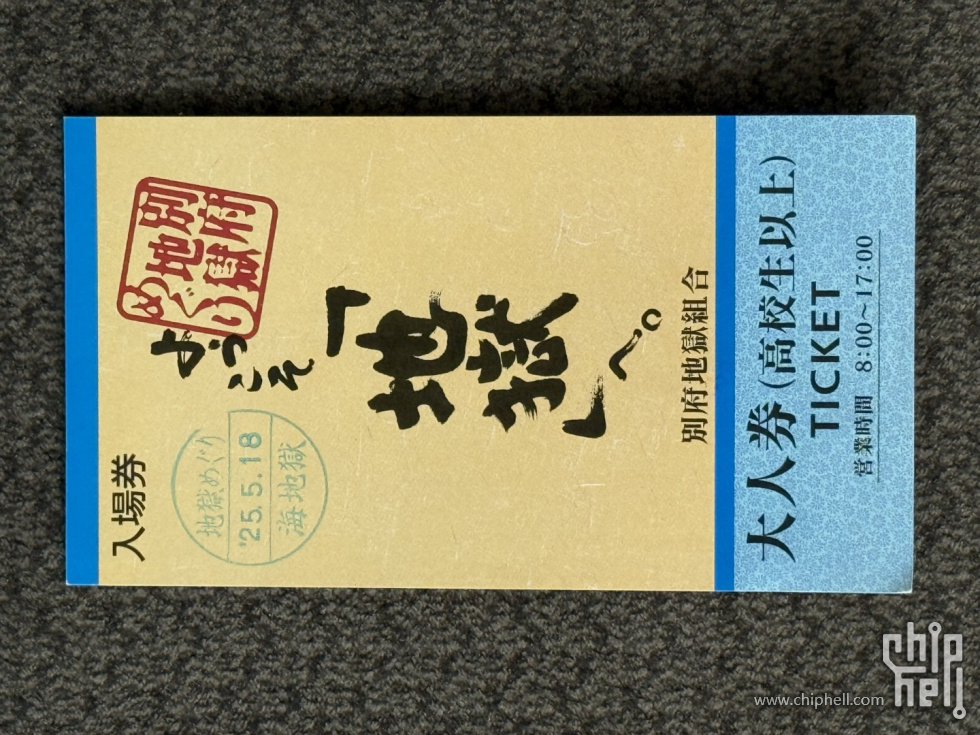 入場券
別府
地獄
めぐり
地獄めぐり
'25.5.18
海地獄
ようこそ
「地獄」へ。
別府地獄組合
大人券(高校生以上)
TICKET
営業時間 8:00~17:00
www.chiphell.com
chip hell